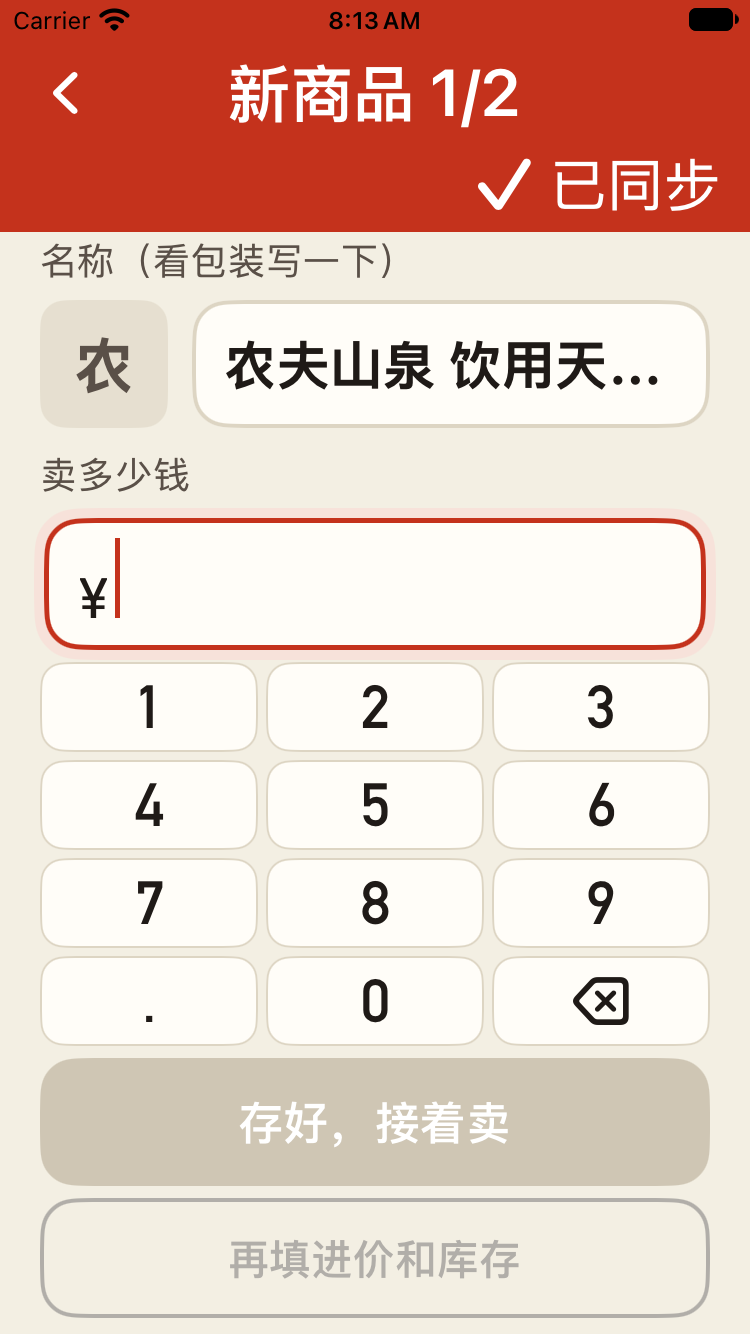 Carrier 8:13 AM
新商品 1/2
已同步
名称（看包装写一下）
农 农夫山泉 饮用天...
卖多少钱
¥
1 2 3
4 5 6
7 8 9
. 0
存好，接着卖
再填进价和库存